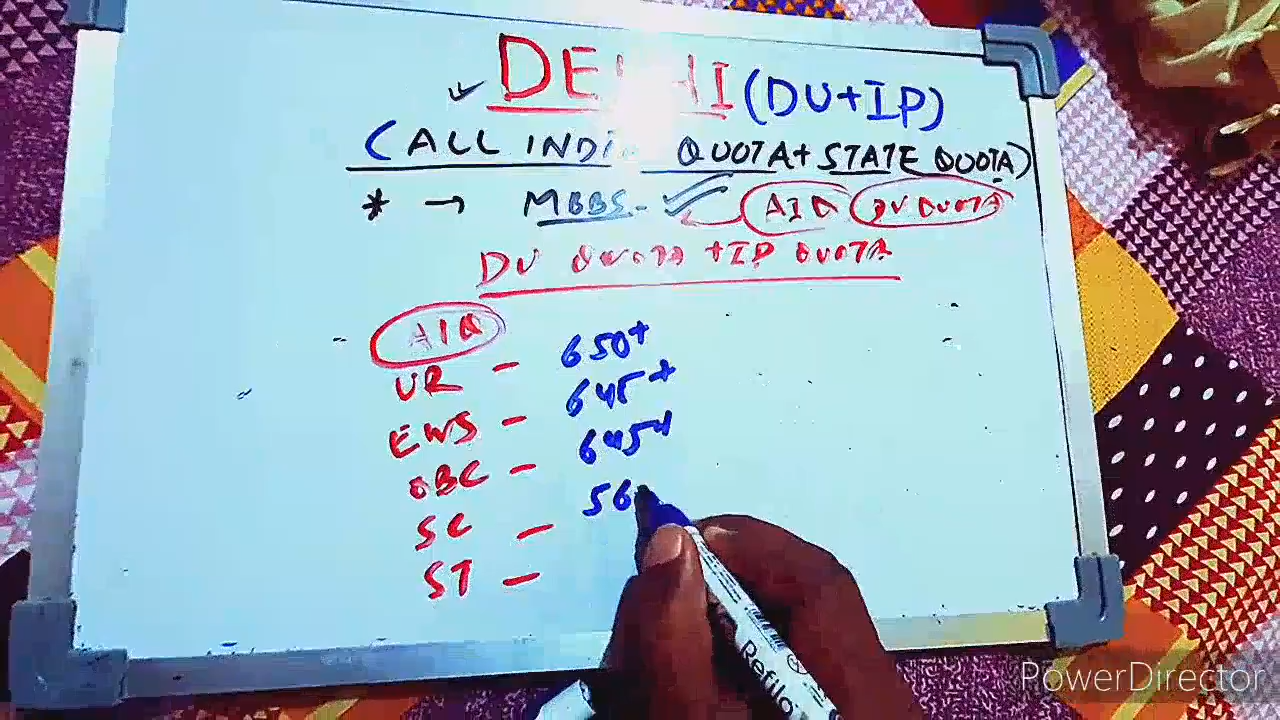 DELHI (DU+IP)
(ALL INDIA QUOTA+ STATE QUOTA)
* → MBBS - AIQ DU QUOTA
DU QUOTA +IP QUOTA
AIQ
UR - 650+
EWS - 645+
OBC - 645+
SC - 56
ST -
Reflo
PowerDirector